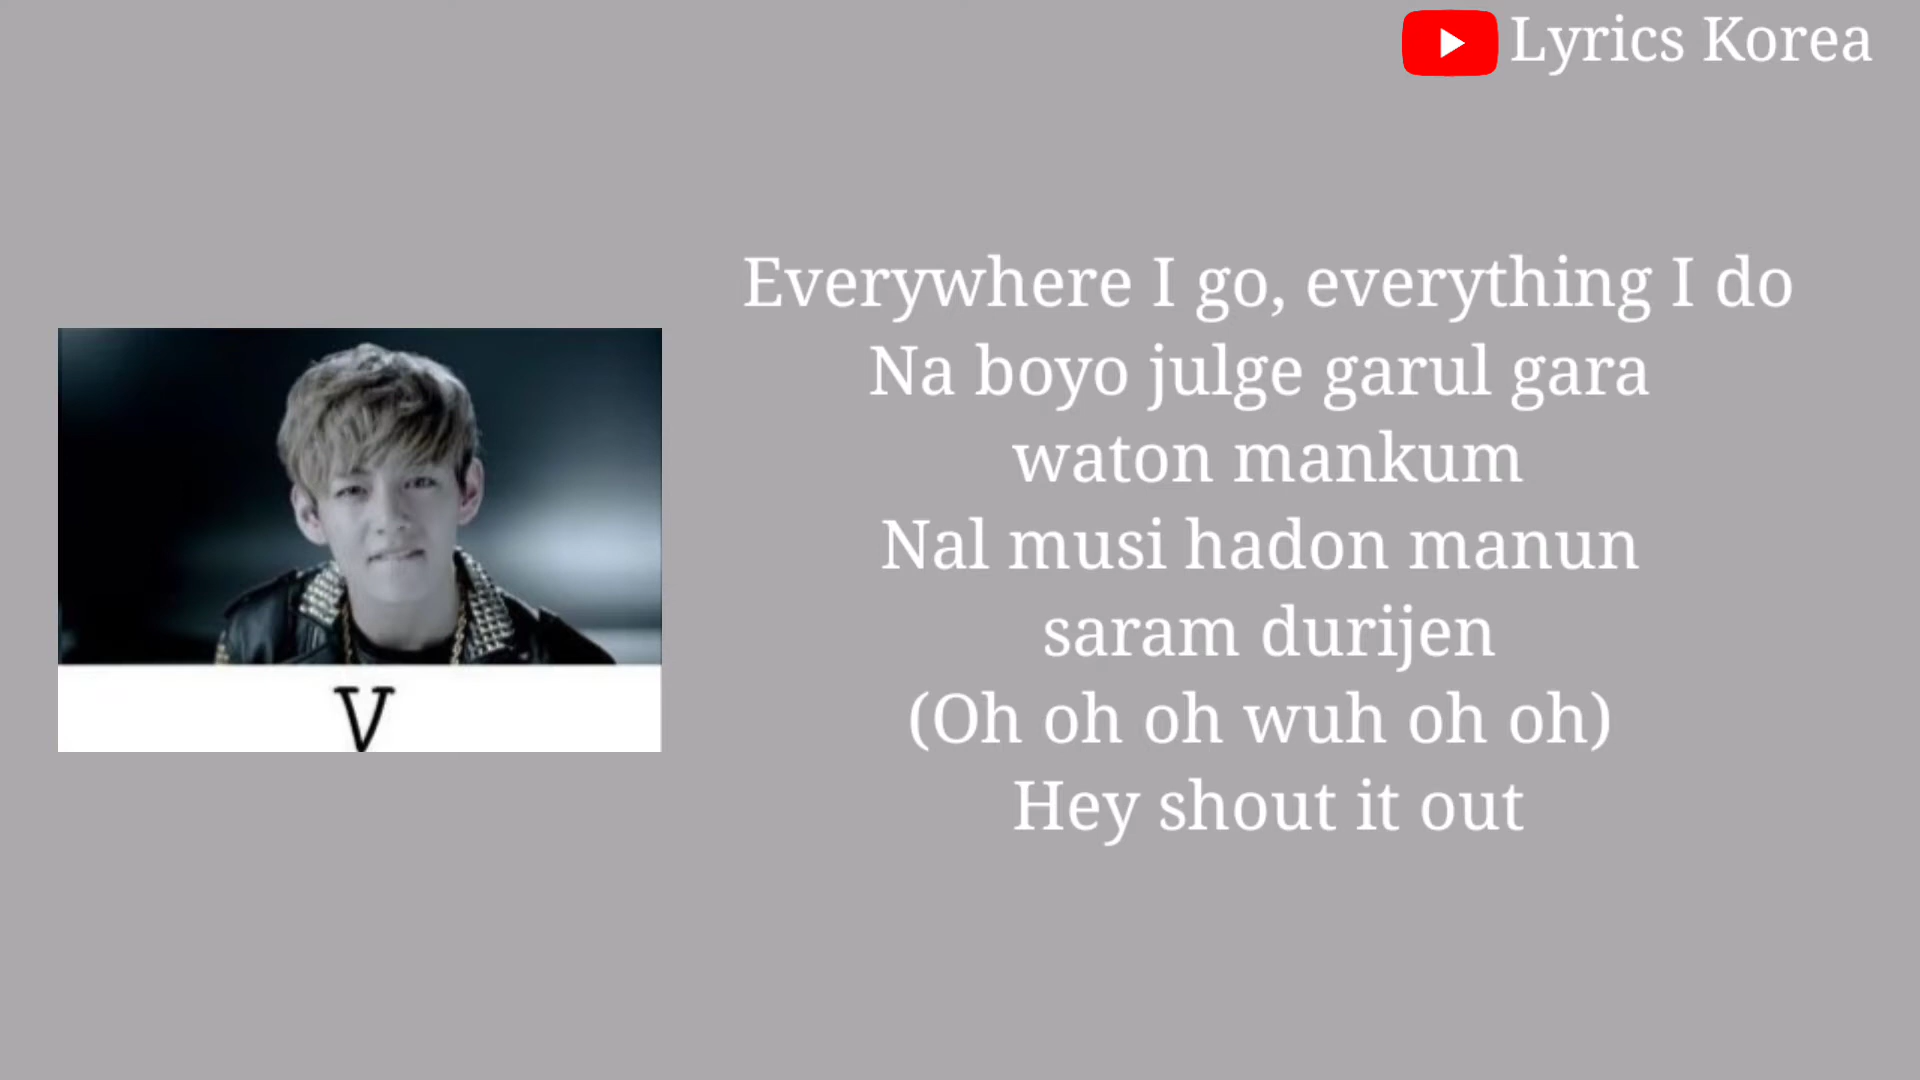 Lyrics Korea
Everywhere I go, everything I do
Na boyo julge garul gara
waton mankum
Nal musi hadon manun
saram durijen
(Oh oh oh wuh oh oh)
Hey shout it out
V